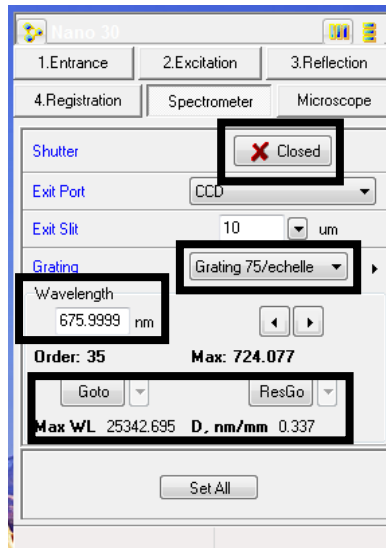 Nano 30
1.Entrance 2.Excitation 3.Reflection
4.Registration Spectrometer Microscope
Shutter Closed
Exit Port CCD
Exit Slit 10 um
Grating Grating 75/echelle
Wavelength
675.9999 nm
Order: 35 Max: 724.077
Goto ResGo
Max WL 25342.695 D, nm/mm 0.337
Set All